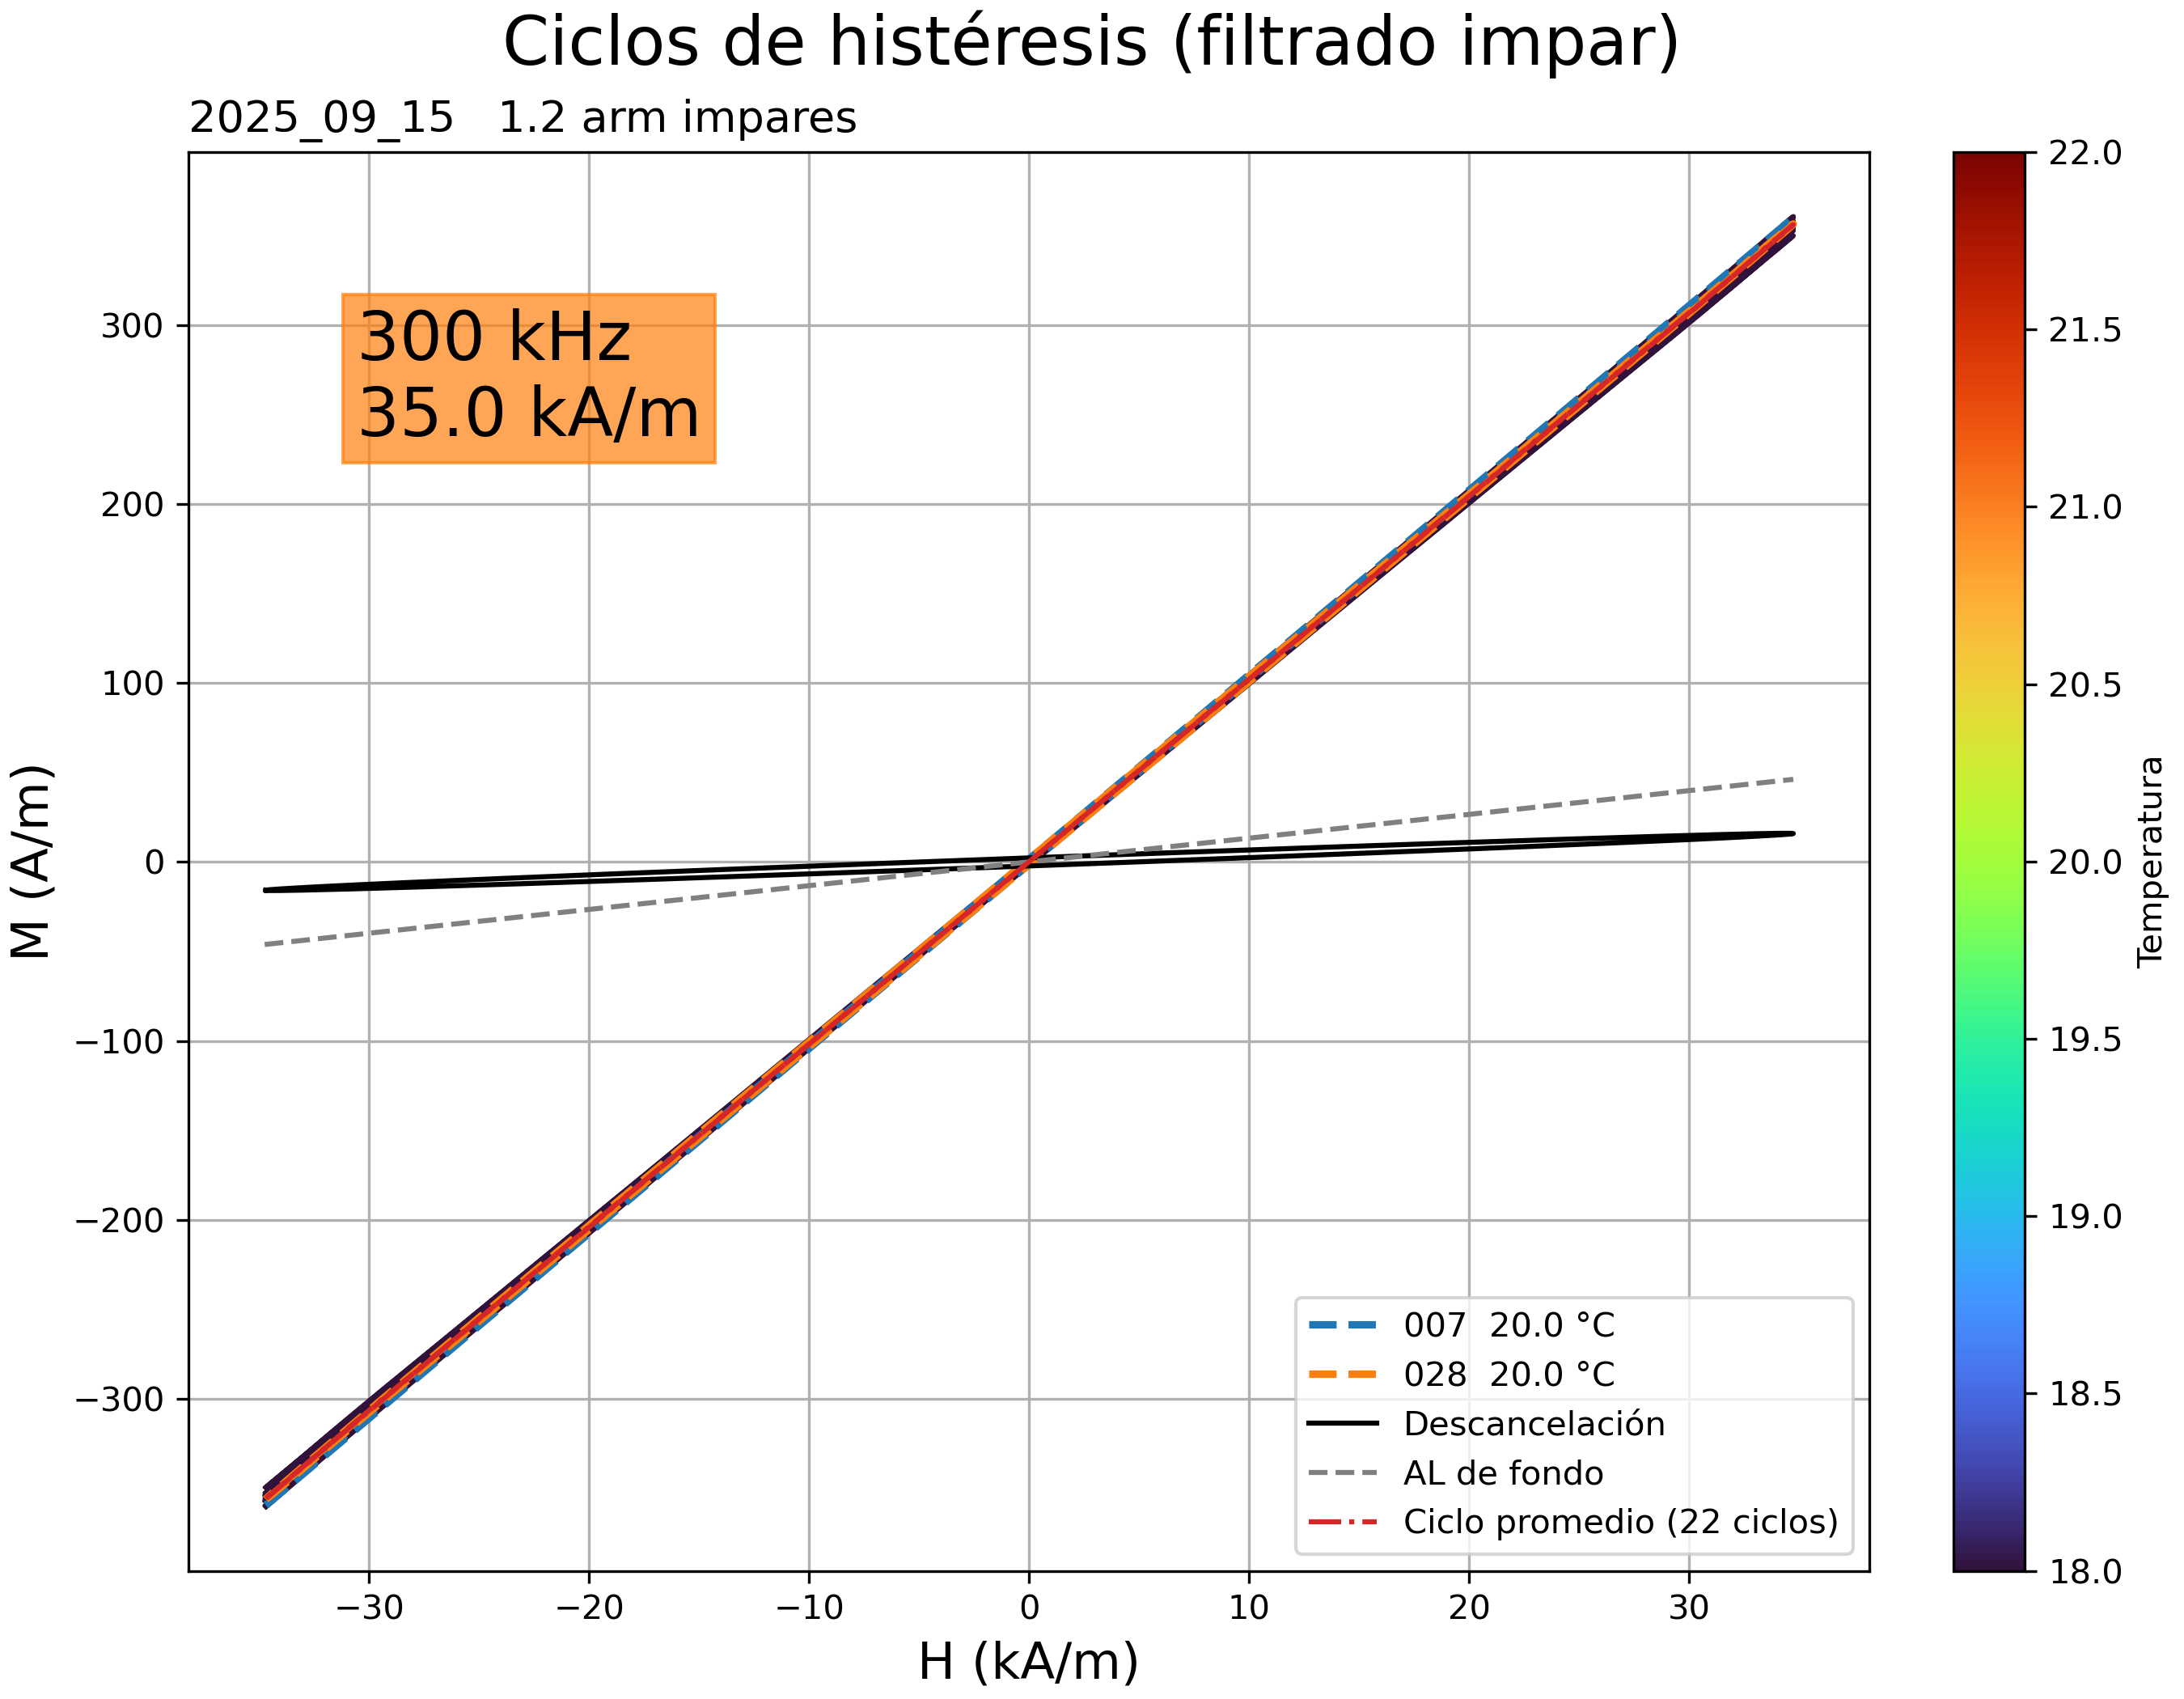 Ciclos de histéresis (filtrado impar)
2025_09_15   1.2 arm impares
300 kHz
35.0 kA/m
M (A/m)
300
200
100
0
−100
−200
−300
−30
−20
−10
0
10
20
30
H (kA/m)
007  20.0 °C
028  20.0 °C
Descancelación
AL de fondo
Ciclo promedio (22 ciclos)
22.0
21.5
21.0
20.5
20.0
19.5
19.0
18.5
18.0
Temperatura